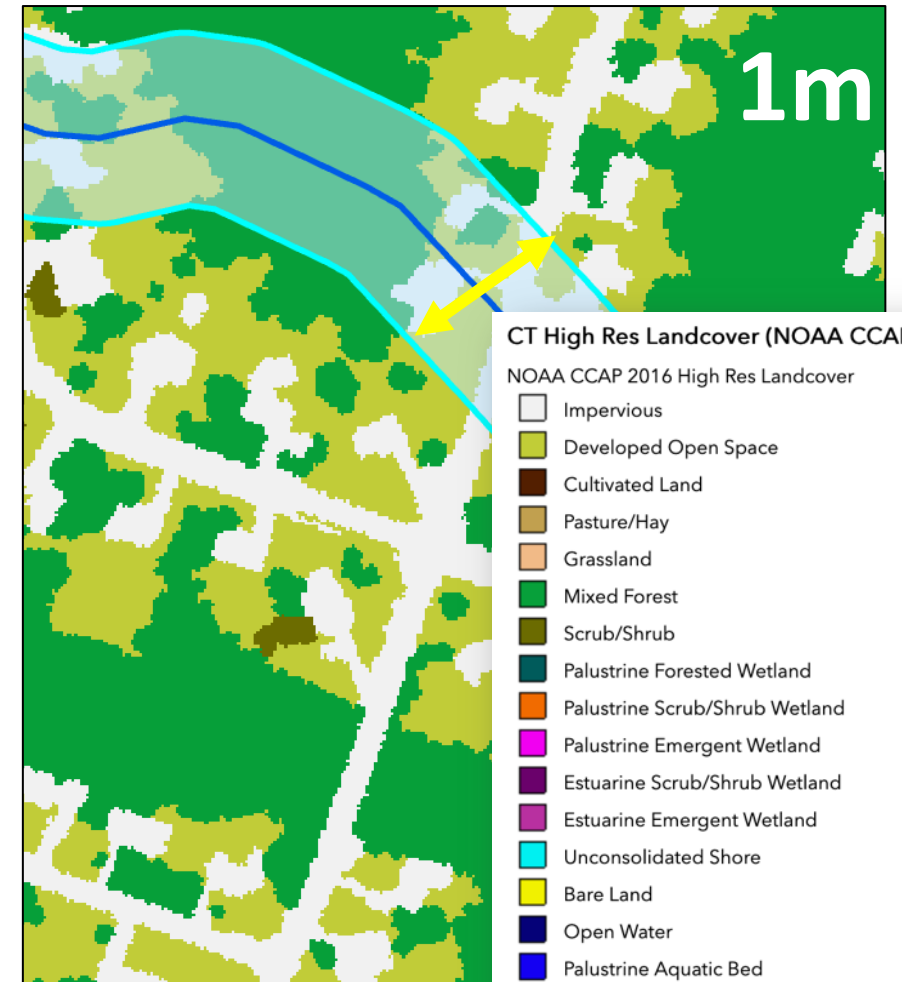 1m
CT High Res Landcover (NOAA CCAP
NOAA CCAP 2016 High Res Landcover
Impervious
Developed Open Space
Cultivated Land
Pasture/Hay
Grassland
Mixed Forest
Scrub/Shrub
Palustrine Forested Wetland
Palustrine Scrub/Shrub Wetland
Palustrine Emergent Wetland
Estuarine Scrub/Shrub Wetland
Estuarine Emergent Wetland
Unconsolidated Shore
Bare Land
Open Water
Palustrine Aquatic Bed